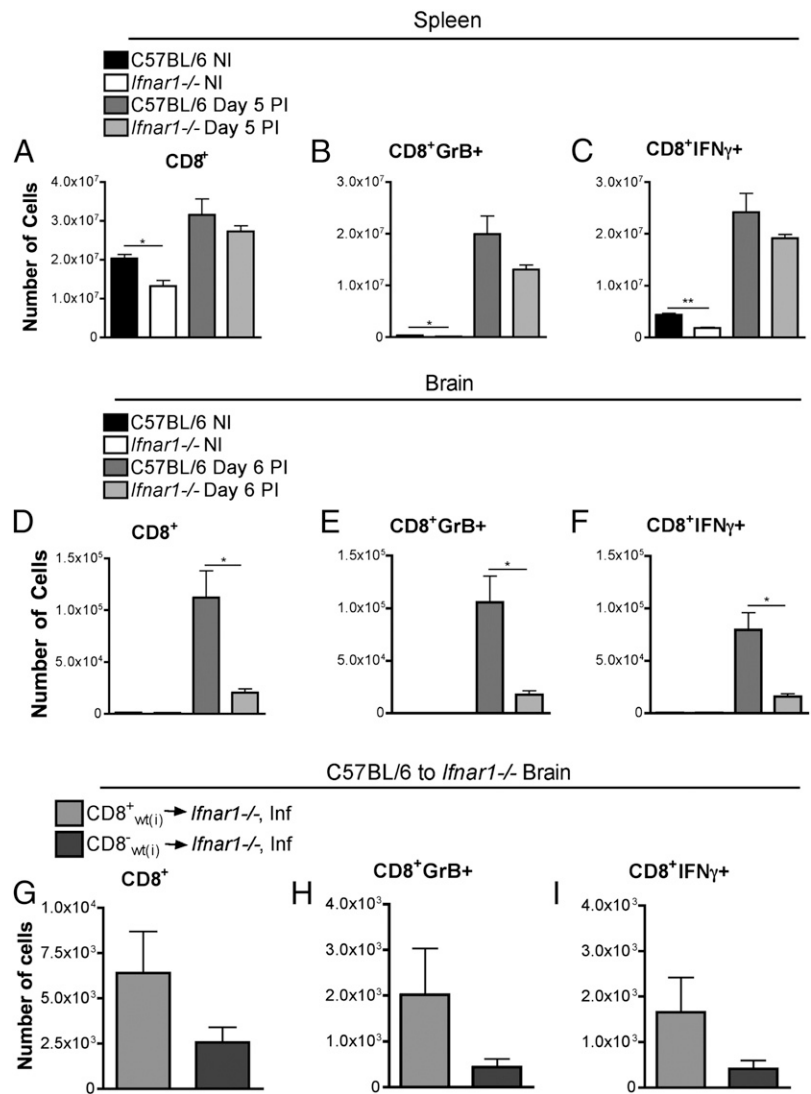 Spleen
C57BL/6 NI
Ifnar1-/- NI
C57BL/6 Day 5 PI
Ifnar1-/- Day 5 PI
A
CD8⁺
Number of Cells
4.0x10⁷
3.0x10⁷
2.0x10⁷
1.0x10⁷
0
*
B
CD8⁺GrB+
3.0x10⁷
2.0x10⁷
1.0x10⁷
0
*
C
CD8⁺IFNγ+
3.0x10⁷
2.0x10⁷
1.0x10⁷
0
**
Brain
C57BL/6 NI
Ifnar1-/- NI
C57BL/6 Day 6 PI
Ifnar1-/- Day 6 PI
D
CD8⁺
Number of Cells
1.5x10⁵
1.0x10⁵
5.0x10⁴
0
*
E
CD8⁺GrB+
1.5x10⁵
1.0x10⁵
5.0x10⁴
0
*
F
CD8⁺IFNγ+
1.5x10⁵
1.0x10⁵
5.0x10⁴
0
*
C57BL/6 to Ifnar1-/- Brain
CD8⁺wt(i) → Ifnar1-/-, Inf
CD8⁻wt(i) → Ifnar1-/-, Inf
G
CD8⁺
Number of cells
1.0x10⁴
7.5x10³
5.0x10³
2.5x10³
0
H
CD8⁺GrB+
4.0x10³
3.0x10³
2.0x10³
1.0x10³
0
I
CD8⁺IFNγ+
4.0x10³
3.0x10³
2.0x10³
1.0x10³
0